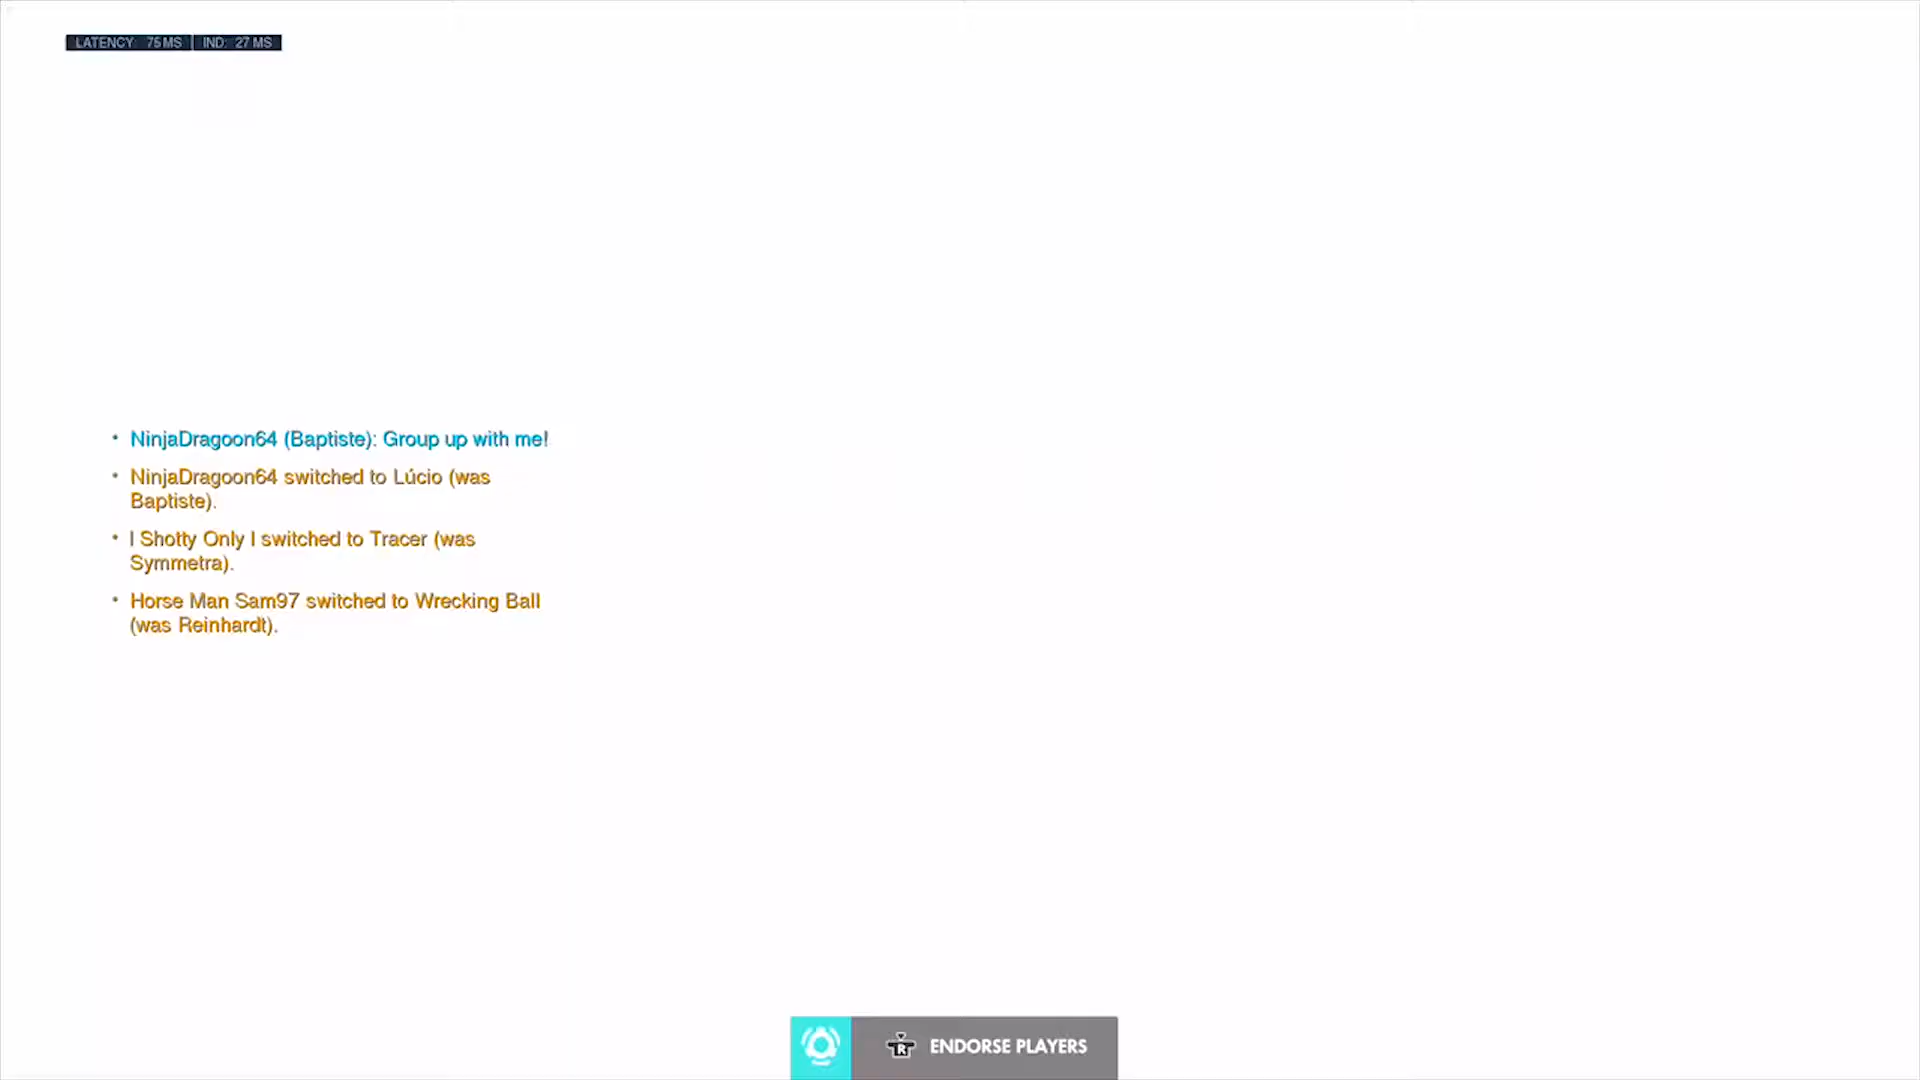 LATENCY: 75 MS IND: 27 MS
• NinjaDragoon64 (Baptiste): Group up with me!
• NinjaDragoon64 switched to Lúcio (was
Baptiste).
• I Shotty Only I switched to Tracer (was
Symmetra).
• Horse Man Sam97 switched to Wrecking Ball
(was Reinhardt).
R ENDORSE PLAYERS